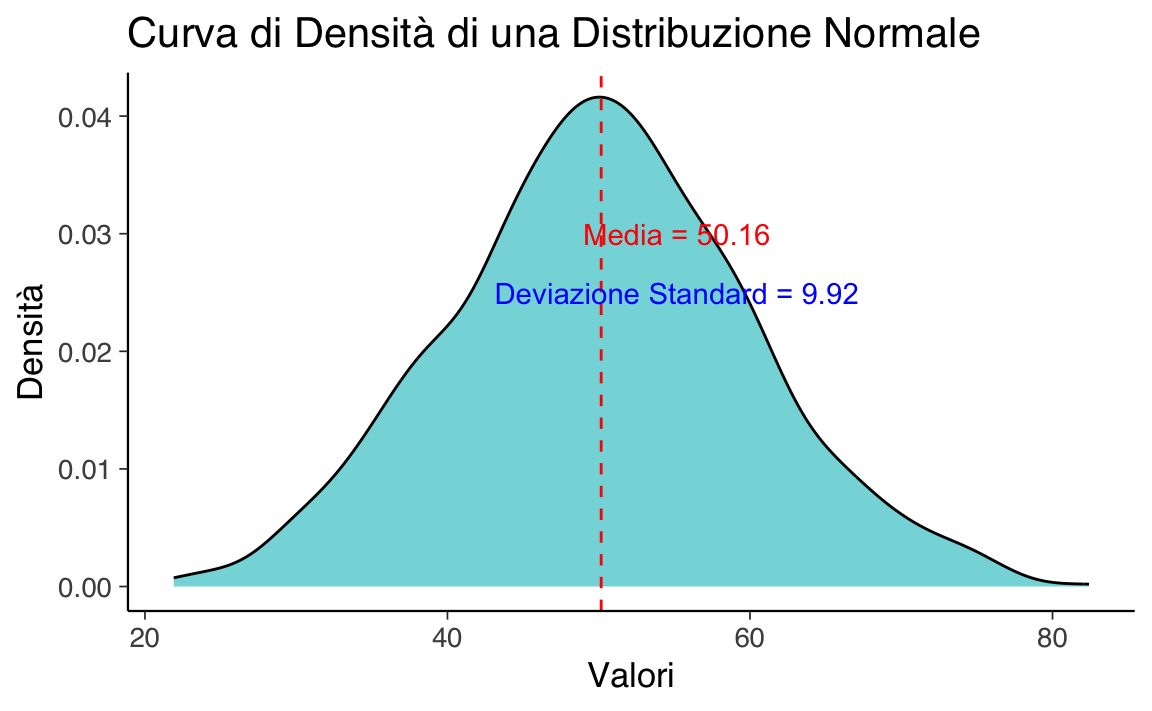 Curva di Densità di una Distribuzione Normale
Densità
0.04
0.03
0.02
0.01
0.00
Media = 50.16
Deviazione Standard = 9.92
20 40 60 80
Valori